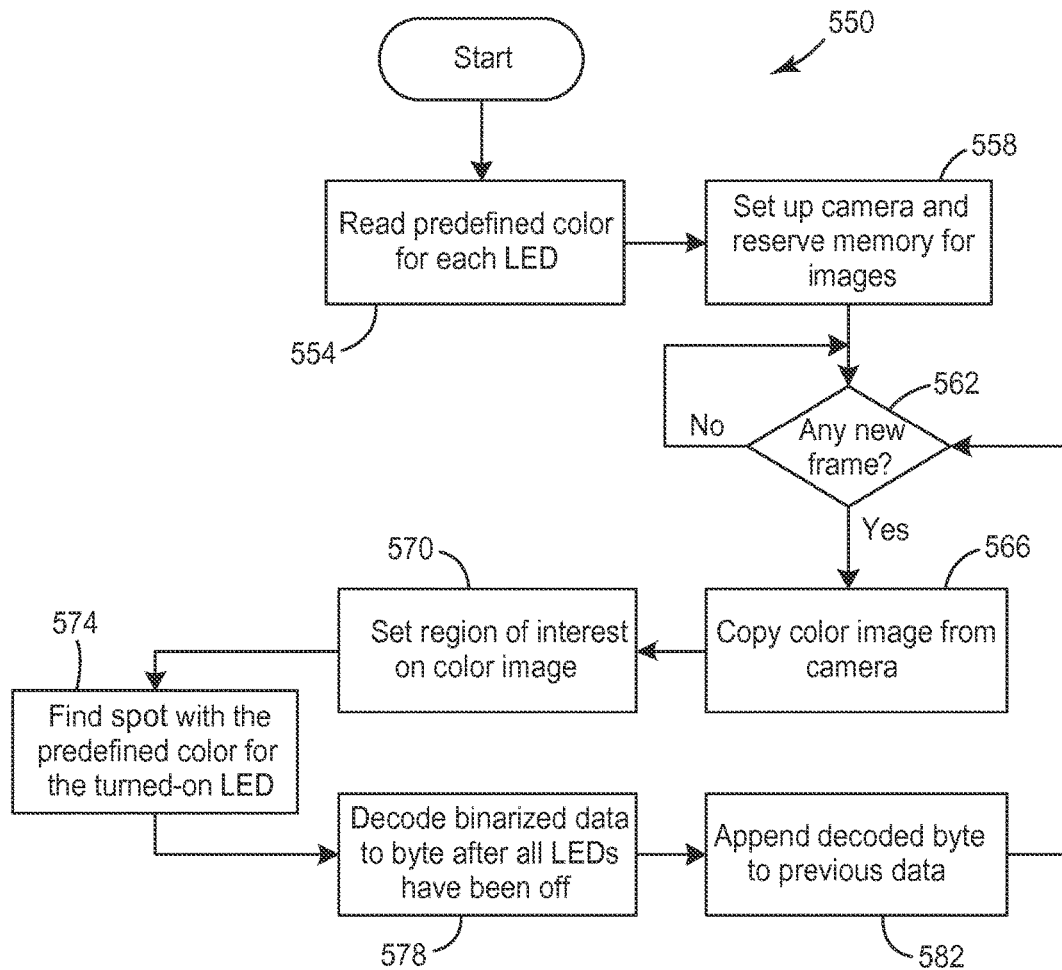 Start
550
558
Read predefined color
for each LED
Set up camera and
reserve memory for
images
554
562
No
Any new
frame?
Yes
570
566
574
Set region of interest
on color image
Copy color image from
camera
Find spot with the
predefined color for
the turned-on LED
Decode binarized data
to byte after all LEDs
have been off
Append decoded byte
to previous data
578
582